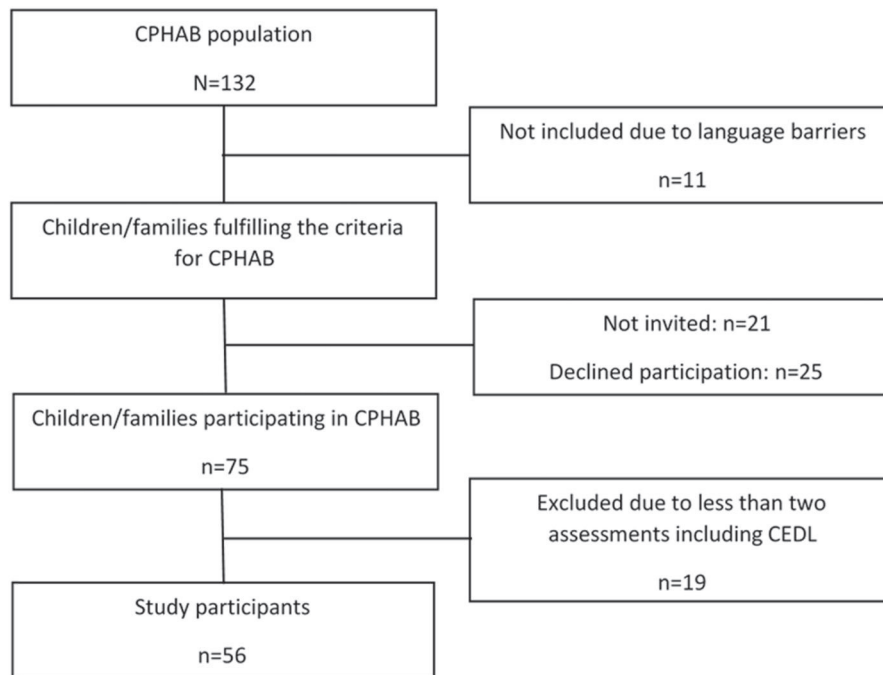 CPHAB population
N=132
Not included due to language barriers
n=11
Children/families fulfilling the criteria
for CPHAB
Not invited: n=21
Declined participation: n=25
Children/families participating in CPHAB
n=75
Excluded due to less than two
assessments including CEDL
n=19
Study participants
n=56